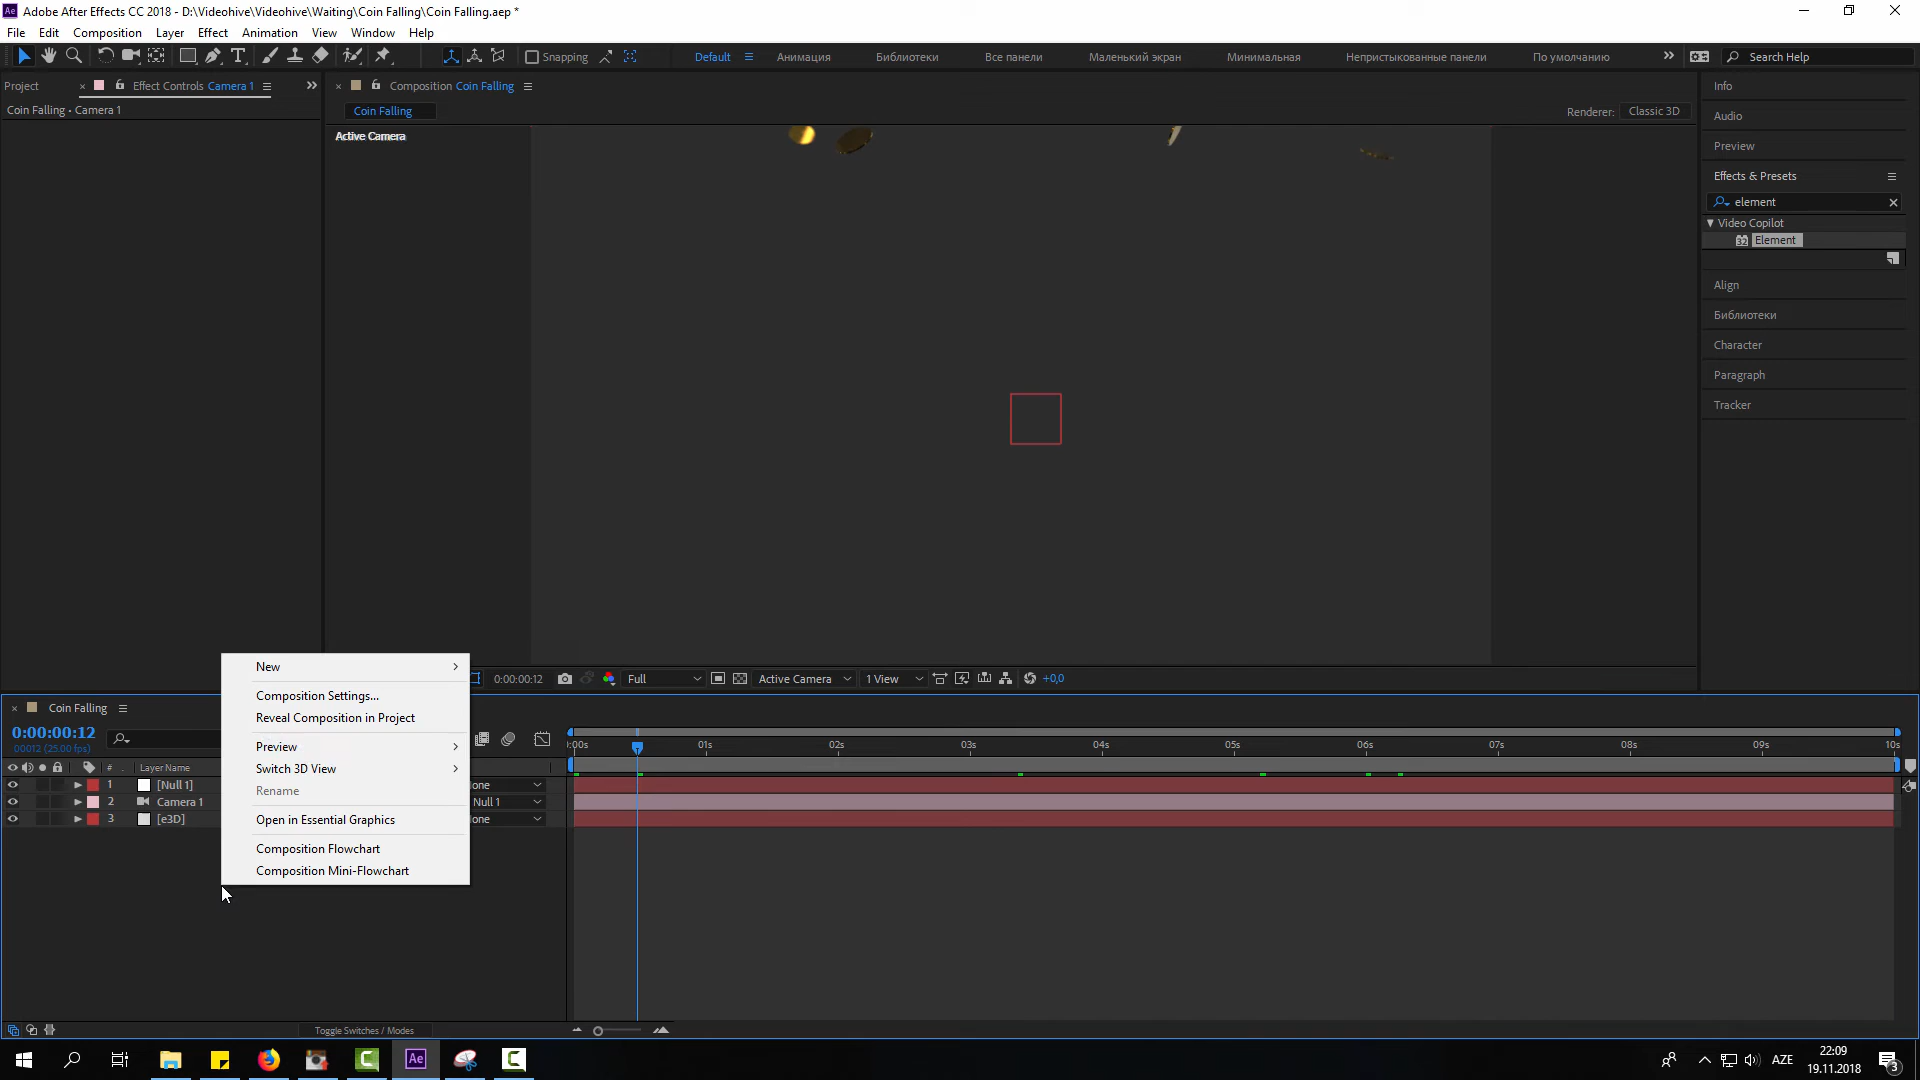 Adobe After Effects CC 2018 - D:\Videohive\Videohive\Waiting\Coin Falling\Coin Falling.aep *
File Edit Composition Layer Effect Animation View Window Help
Snapping Default Анимация Библиотеки Все панели Маленький экран Минимальная Непристыкованные панели По умолчанию Search Help
Project Effect Controls Camera 1 Composition Coin Falling Info
Coin Falling • Camera 1 Coin Falling Renderer: Classic 3D
Active Camera
Audio
Preview
Effects & Presets
element
Video Copilot
32 Element
Align
Библиотеки
Character
Paragraph
Tracker
0:00:00:12 Full Active Camera 1 View +0,0
New
Composition Settings...
Reveal Composition in Project
Preview
Switch 3D View
Rename
Open in Essential Graphics
Composition Flowchart
Composition Mini-Flowchart
Coin Falling
0:00:00:12
00012 (25.00 fps)
:00s 01s 02s 03s 04s 05s 06s 07s 08s 09s 10s
# Layer Name
1 [Null 1] one
2 Camera 1 Null 1
3 [e3D] one
Toggle Switches / Modes
Ae AZE 22:09
19.11.2018 3